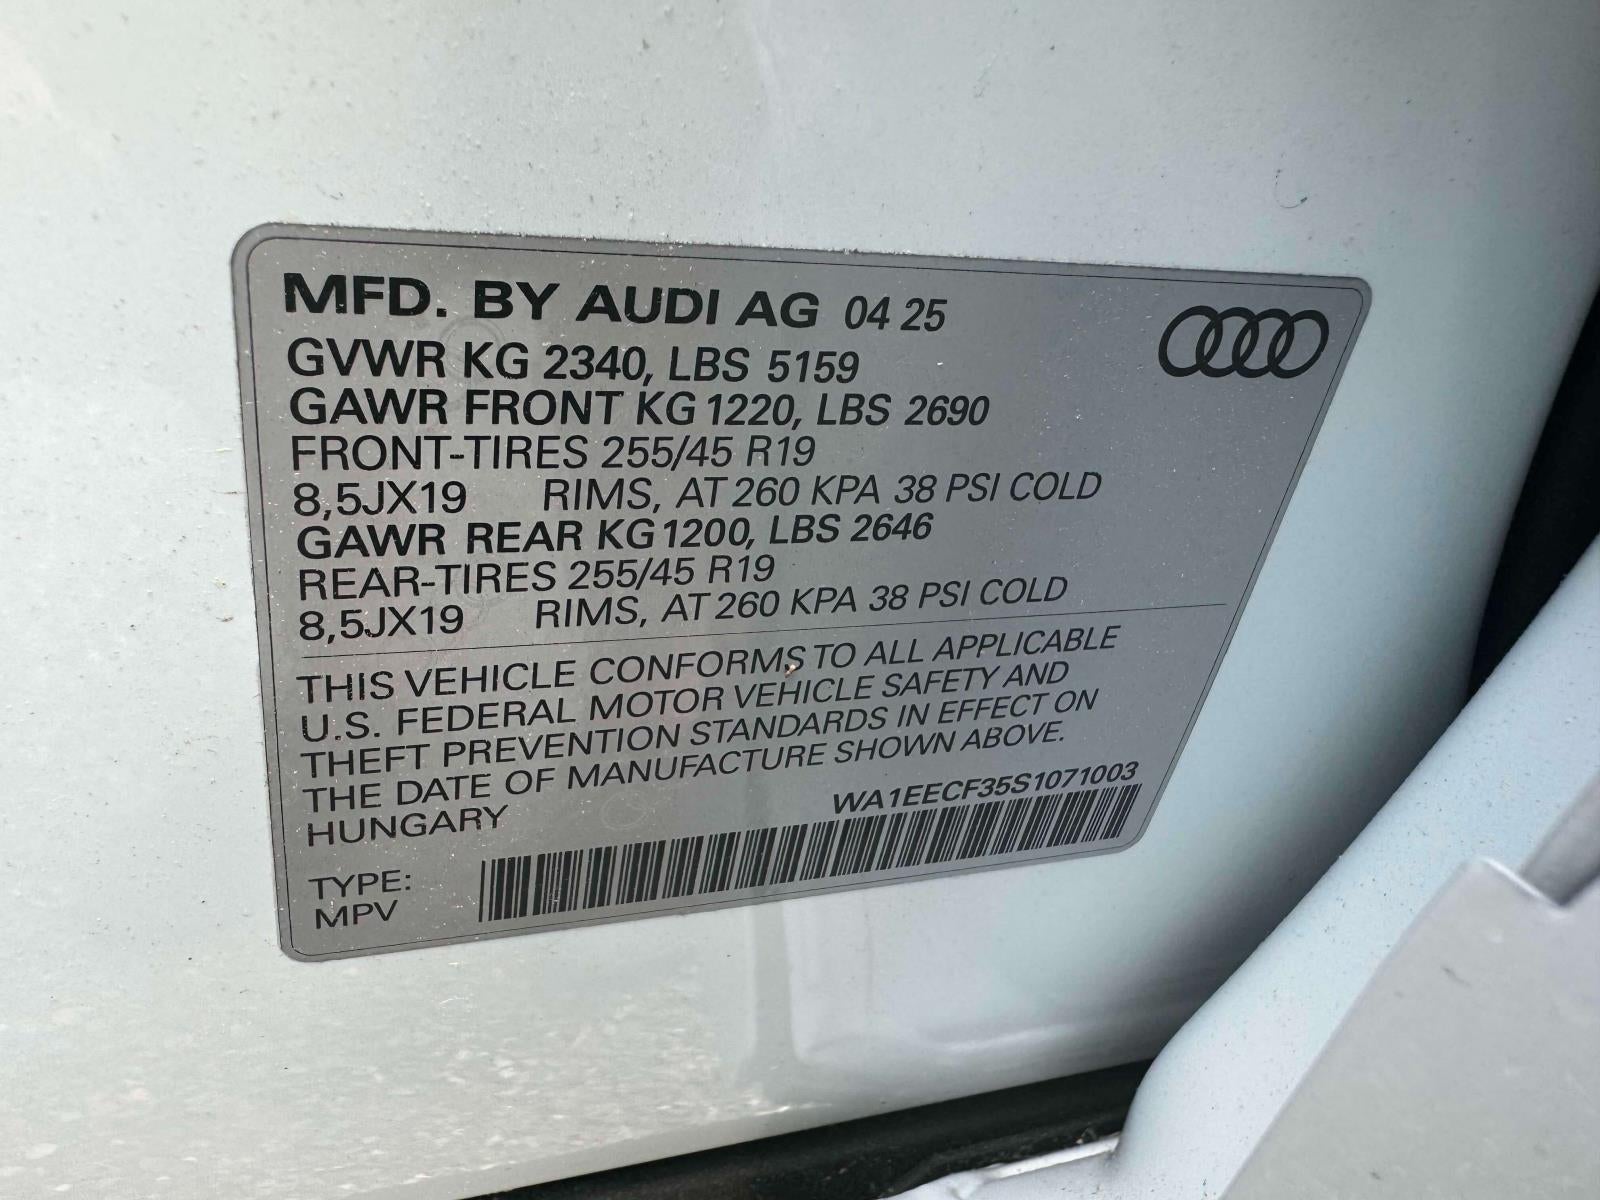 MFD. BY AUDI AG 04 25
GVWR KG 2340, LBS 5159
GAWR FRONT KG 1220, LBS 2690
FRONT-TIRES 255/45 R19
8,5JX19 RIMS, AT 260 KPA 38 PSI COLD
GAWR REAR KG 1200, LBS 2646
REAR-TIRES 255/45 R19
8,5JX19 RIMS, AT 260 KPA 38 PSI COLD
THIS VEHICLE CONFORMS TO ALL APPLICABLE
U.S. FEDERAL MOTOR VEHICLE SAFETY AND
THEFT PREVENTION STANDARDS IN EFFECT ON
THE DATE OF MANUFACTURE SHOWN ABOVE.
HUNGARY
WA1EECF35S1071003
TYPE:
MPV